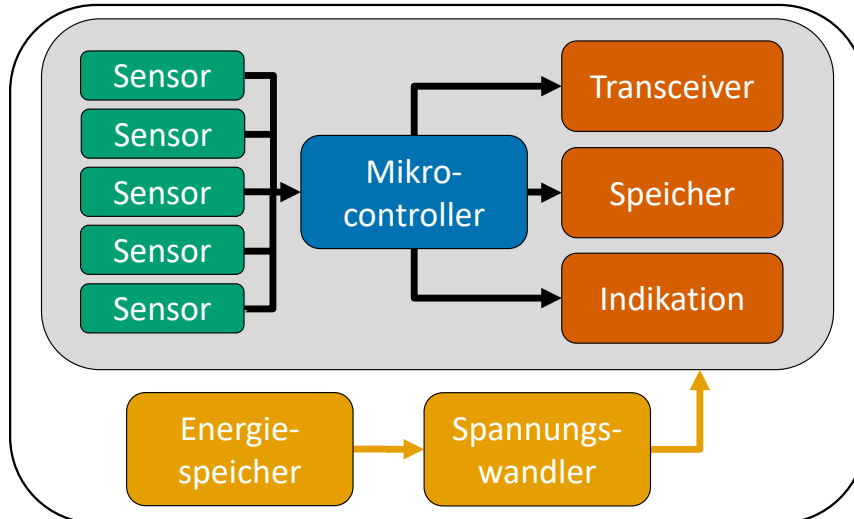 Sensor
Sensor
Sensor
Sensor
Sensor
Mikro-
controller
Transceiver
Speicher
Indikation
Energie-
speicher
Spannungs-
wandler